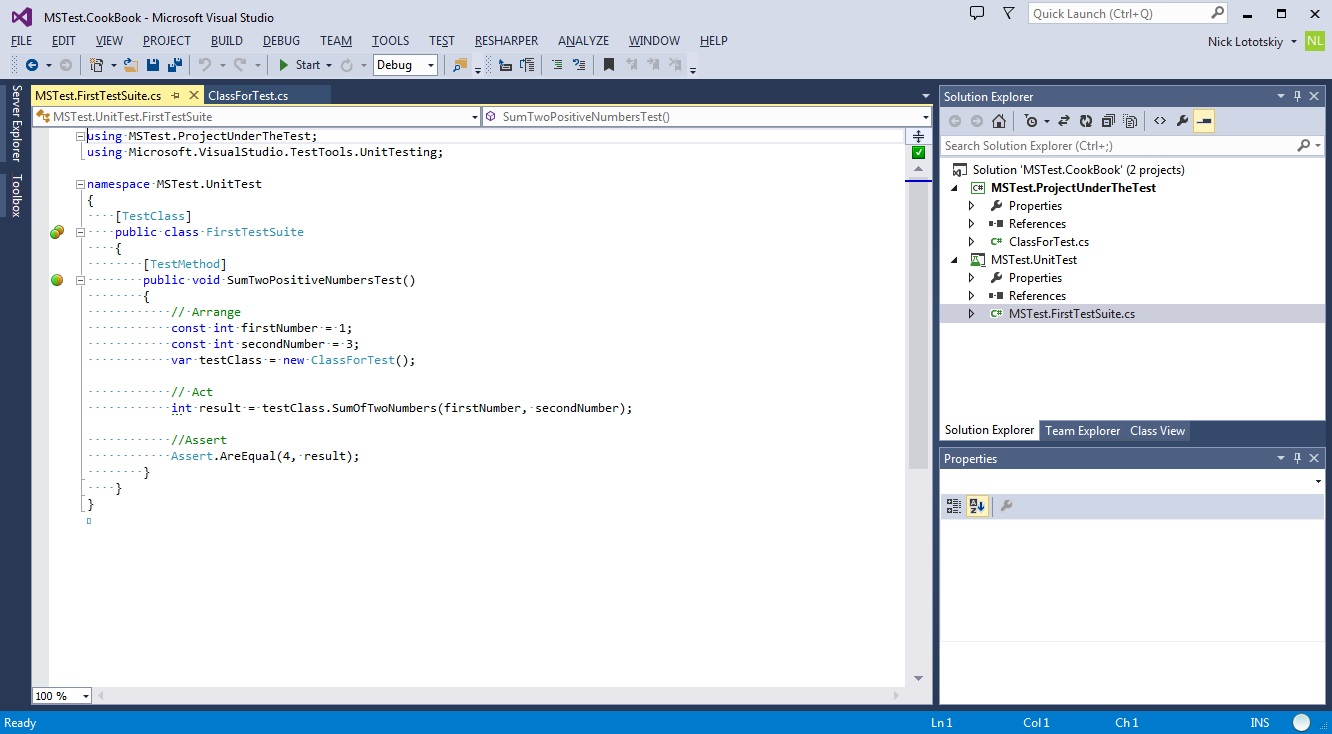 MSTest.CookBook - Microsoft Visual Studio
Quick Launch (Ctrl+Q)
FILE EDIT VIEW PROJECT BUILD DEBUG TEAM TOOLS TEST RESHARPER ANALYZE WINDOW HELP
Nick Lototskiy NL
Start Debug
Server Explorer
Toolbox
MSTest.FirstTestSuite.cs ClassForTest.cs
MSTest.UnitTest.FirstTestSuite SumTwoPositiveNumbersTest()
using MSTest.ProjectUnderTheTest;
using Microsoft.VisualStudio.TestTools.UnitTesting;
namespace MSTest.UnitTest
{
[TestClass]
public class FirstTestSuite
{
[TestMethod]
public void SumTwoPositiveNumbersTest()
{
// Arrange
const int firstNumber = 1;
const int secondNumber = 3;
var testClass = new ClassForTest();
// Act
int result = testClass.SumOfTwoNumbers(firstNumber, secondNumber);
//Assert
Assert.AreEqual(4, result);
}
}
}
100 %
Solution Explorer
Search Solution Explorer (Ctrl+;)
Solution 'MSTest.CookBook' (2 projects)
C# MSTest.ProjectUnderTheTest
Properties
References
C# ClassForTest.cs
MSTest.UnitTest
Properties
References
C# MSTest.FirstTestSuite.cs
Solution Explorer Team Explorer Class View
Properties
Ready Ln 1 Col 1 Ch 1 INS